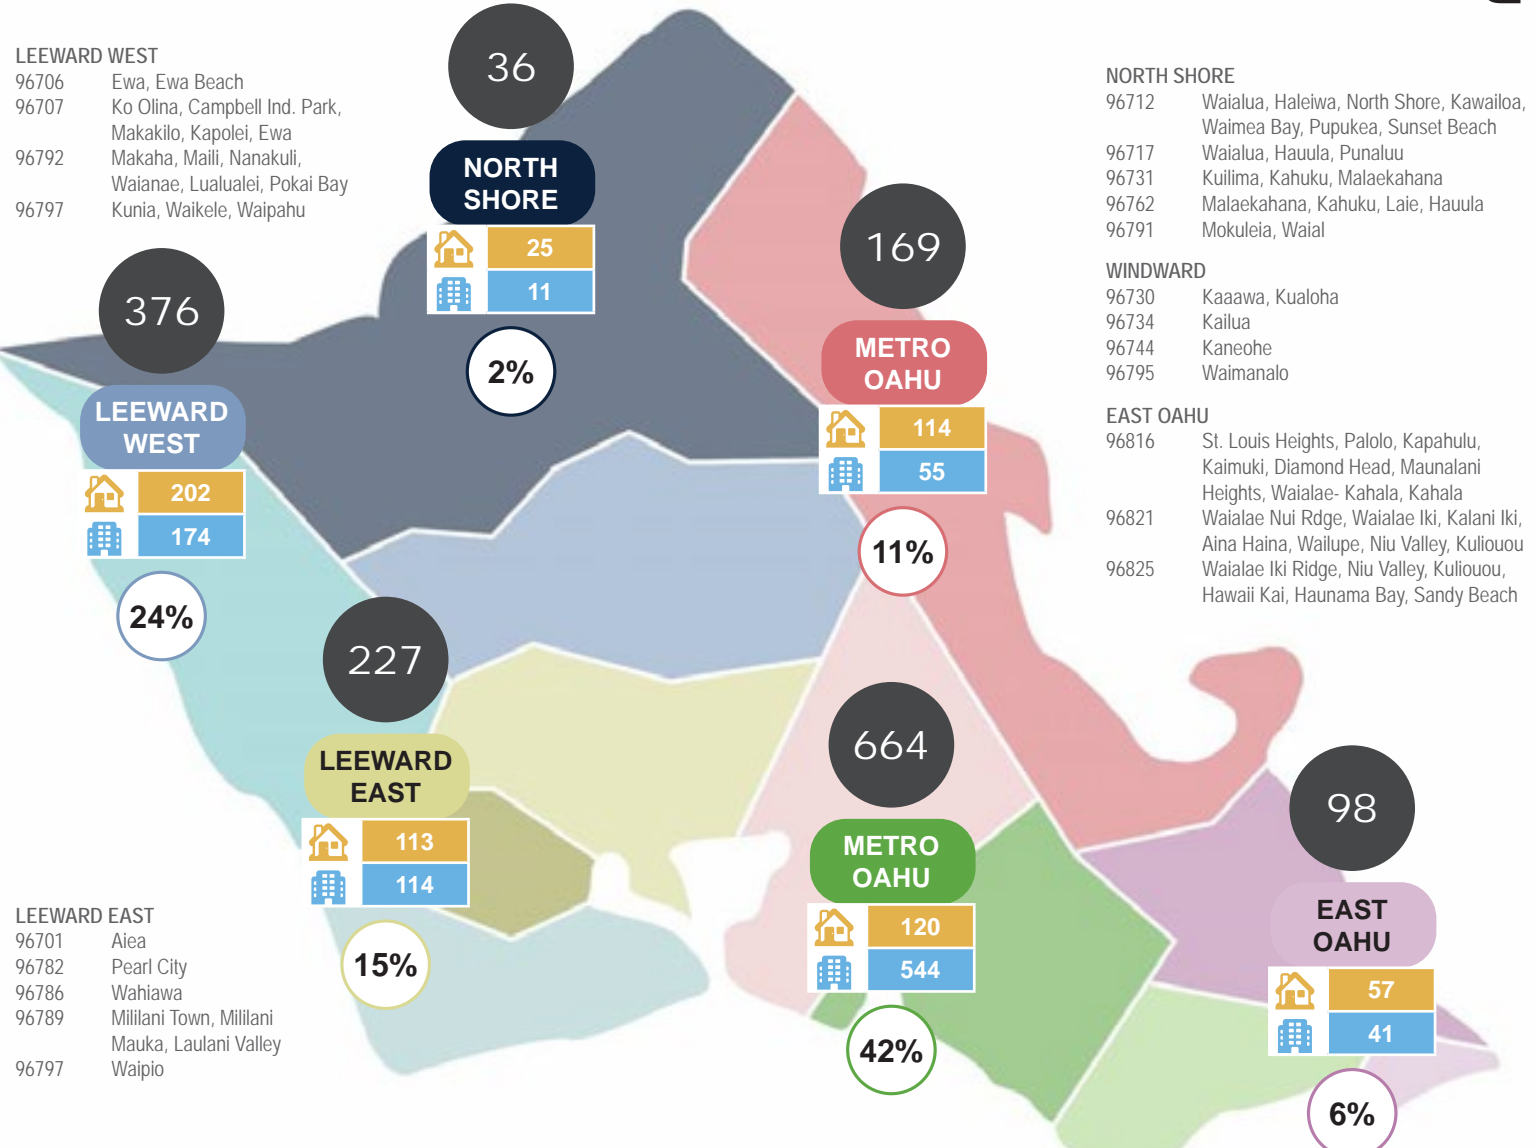 LEEWARD WEST
96706 Ewa, Ewa Beach
96707 Ko Olina, Campbell Ind. Park,
Makakilo, Kapolei, Ewa
96792 Makaha, Maili, Nanakuli,
Waianae, Lualualei, Pokai Bay
96797 Kunia, Waikele, Waipahu
36
NORTH
SHORE
25
11
2%
NORTH SHORE
96712 Waialua, Haleiwa, North Shore, Kawailoa,
Waimea Bay, Pupukea, Sunset Beach
96717 Waialua, Hauula, Punaluu
96731 Kuilima, Kahuku, Malaekahana
96762 Malaekahana, Kahuku, Laie, Hauula
96791 Mokuleia, Waial
WINDWARD
96730 Kaaawa, Kualoha
96734 Kailua
96744 Kaneohe
96795 Waimanalo
EAST OAHU
96816 St. Louis Heights, Palolo, Kapahulu,
Kaimuki, Diamond Head, Maunalani
Heights, Waialae- Kahala, Kahala
96821 Waialae Nui Rdge, Waialae Iki, Kalani Iki,
Aina Haina, Wailupe, Niu Valley, Kuliouou
96825 Waialae Iki Ridge, Niu Valley, Kuliouou,
Hawaii Kai, Haunama Bay, Sandy Beach
169
METRO
OAHU
114
55
11%
376
LEEWARD
WEST
202
174
24%
227
LEEWARD
EAST
113
114
15%
664
METRO
OAHU
120
544
42%
98
EAST
OAHU
57
41
6%
LEEWARD EAST
96701 Aiea
96782 Pearl City
96786 Wahiawa
96789 Mililani Town, Mililani
Mauka, Laulani Valley
96797 Waipio